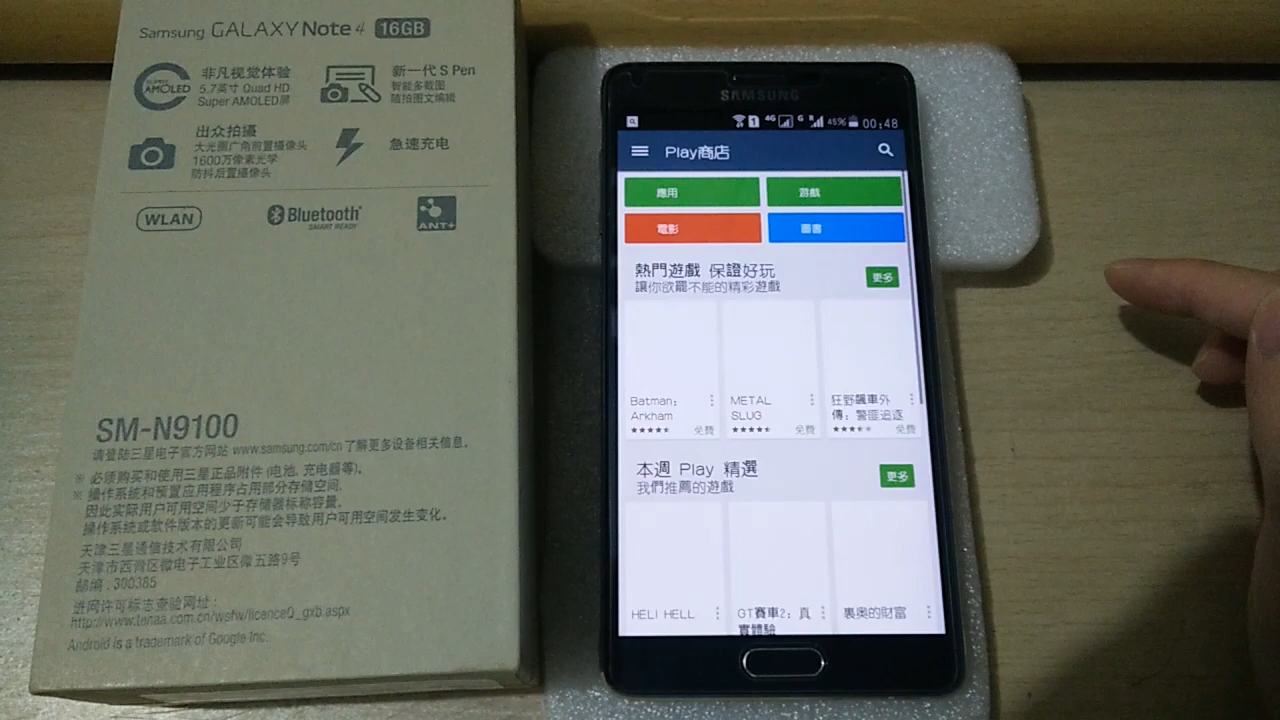 Samsung GALAXY Note 4 16GB
SUPER AMOLED
非凡视觉体验
5.7英寸 Quad HD
Super AMOLED屏
新一代 S Pen
智能多截图
随拍图文编辑
出众拍摄
大光圈广角前置摄像头
1600万像素光学
防抖后置摄像头
急速充电
WLAN
Bluetooth®
SMART READY
ANT+
SM-N9100
请登陆三星电子官方网站 www.samsung.com/cn 了解更多设备相关信息。
※ 必须购买和使用三星正品附件 (电池, 充电器等)。
※ 操作系统和预置应用程序占用部分存储空间,
因此实际用户可用空间少于存储器标称容量。
操作系统或软件版本的更新可能会导致用户可用空间发生变化。
天津三星通信技术有限公司
天津市西青区微电子工业区微五路9号
邮编: 300385
进网许可标志查验网址:
http://www.tenaa.com.cn/wsfw/licenceQ_gxb.aspx
Android is a trademark of Google Inc.
SAMSUNG
1 4G G R 45% 00:48
Play商店
應用
遊戲
電影
圖書
熱門遊戲 保證好玩
讓你欲罷不能的精彩遊戲
更多
Batman:
Arkham
免費
METAL
SLUG
免費
狂野飆車外
傳:警匪追逐
免費
本週 Play 精選
我們推薦的遊戲
更多
HELI HELL
GT賽車2:真
實體驗
裏奧的財富